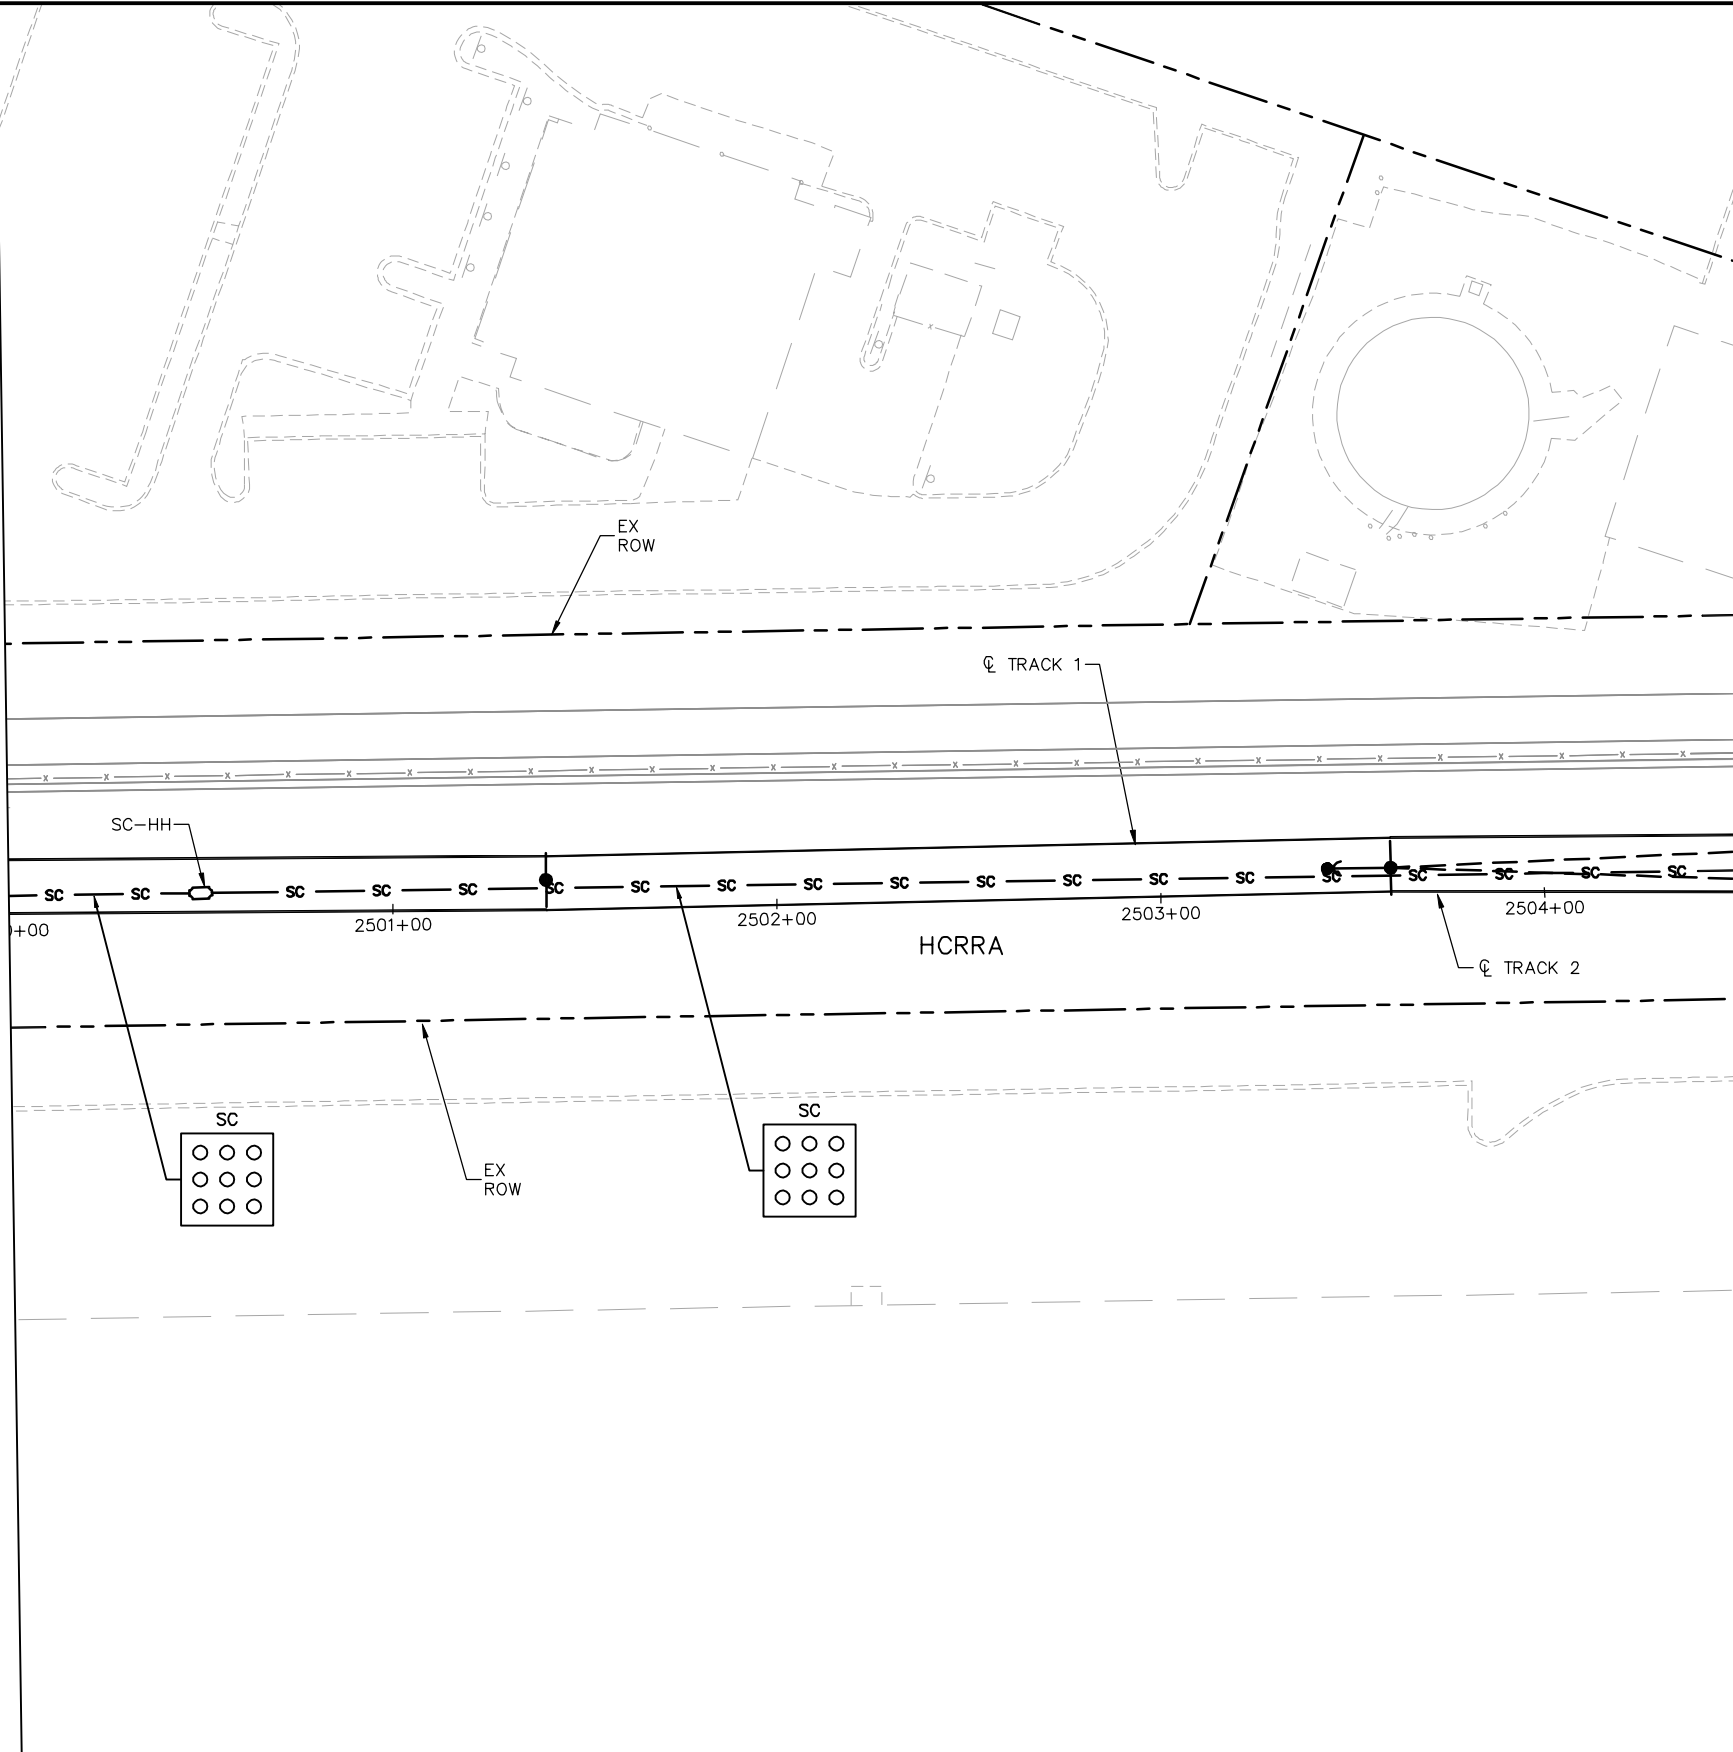 EX
ROW
℄ TRACK 1
SC-HH
SC SC SC SC SC SC SC SC SC SC SC SC SC SC SC SC SC SC SC
+00
2501+00
2502+00
2503+00
2504+00
HCRRA
℄ TRACK 2
SC
SC
EX
ROW